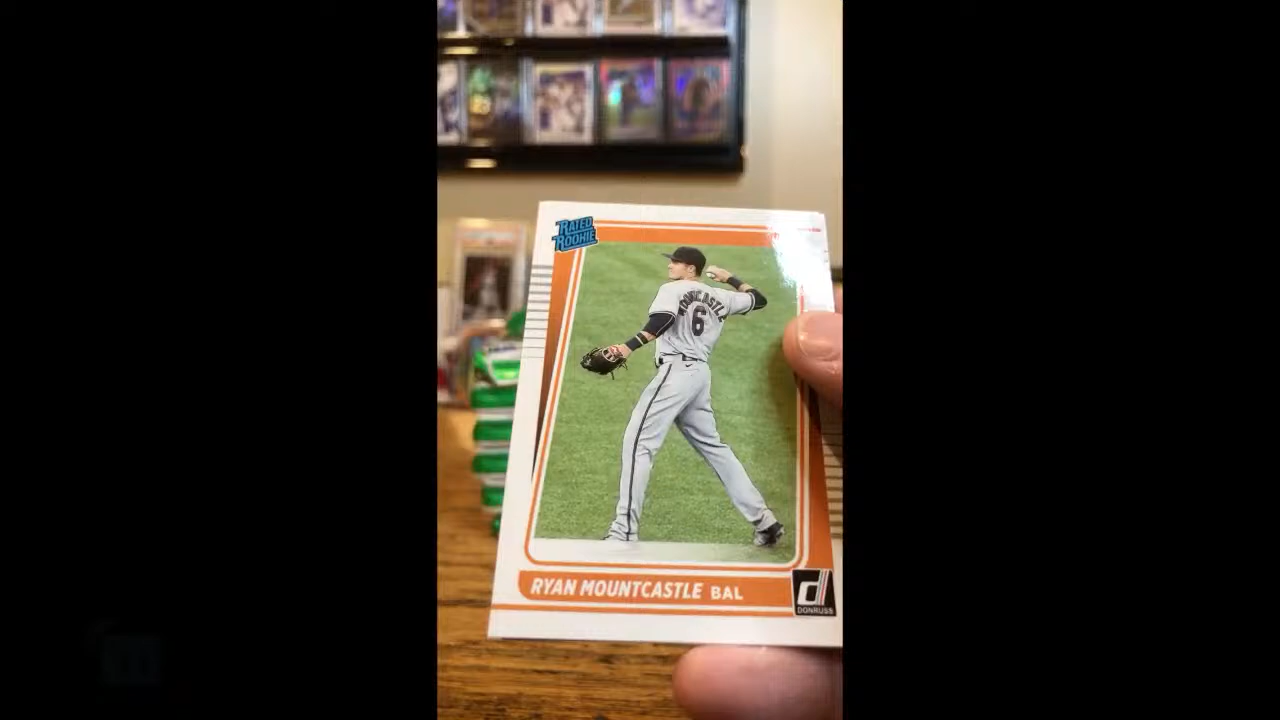 RATED
ROOKIE
MOUNTCASTLE
6
RYAN MOUNTCASTLE BAL
DONRUSS